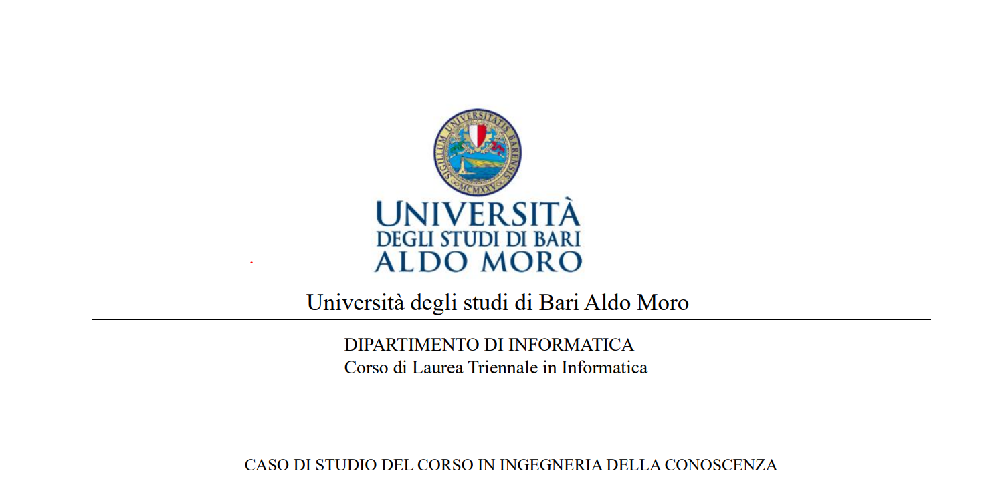 SIGILLUM UNIVERSITATIS BARENSIS
MCMXXV
UNIVERSITÀ
DEGLI STUDI DI BARI
ALDO MORO
Università degli studi di Bari Aldo Moro
DIPARTIMENTO DI INFORMATICA
Corso di Laurea Triennale in Informatica
CASO DI STUDIO DEL CORSO IN INGEGNERIA DELLA CONOSCENZA